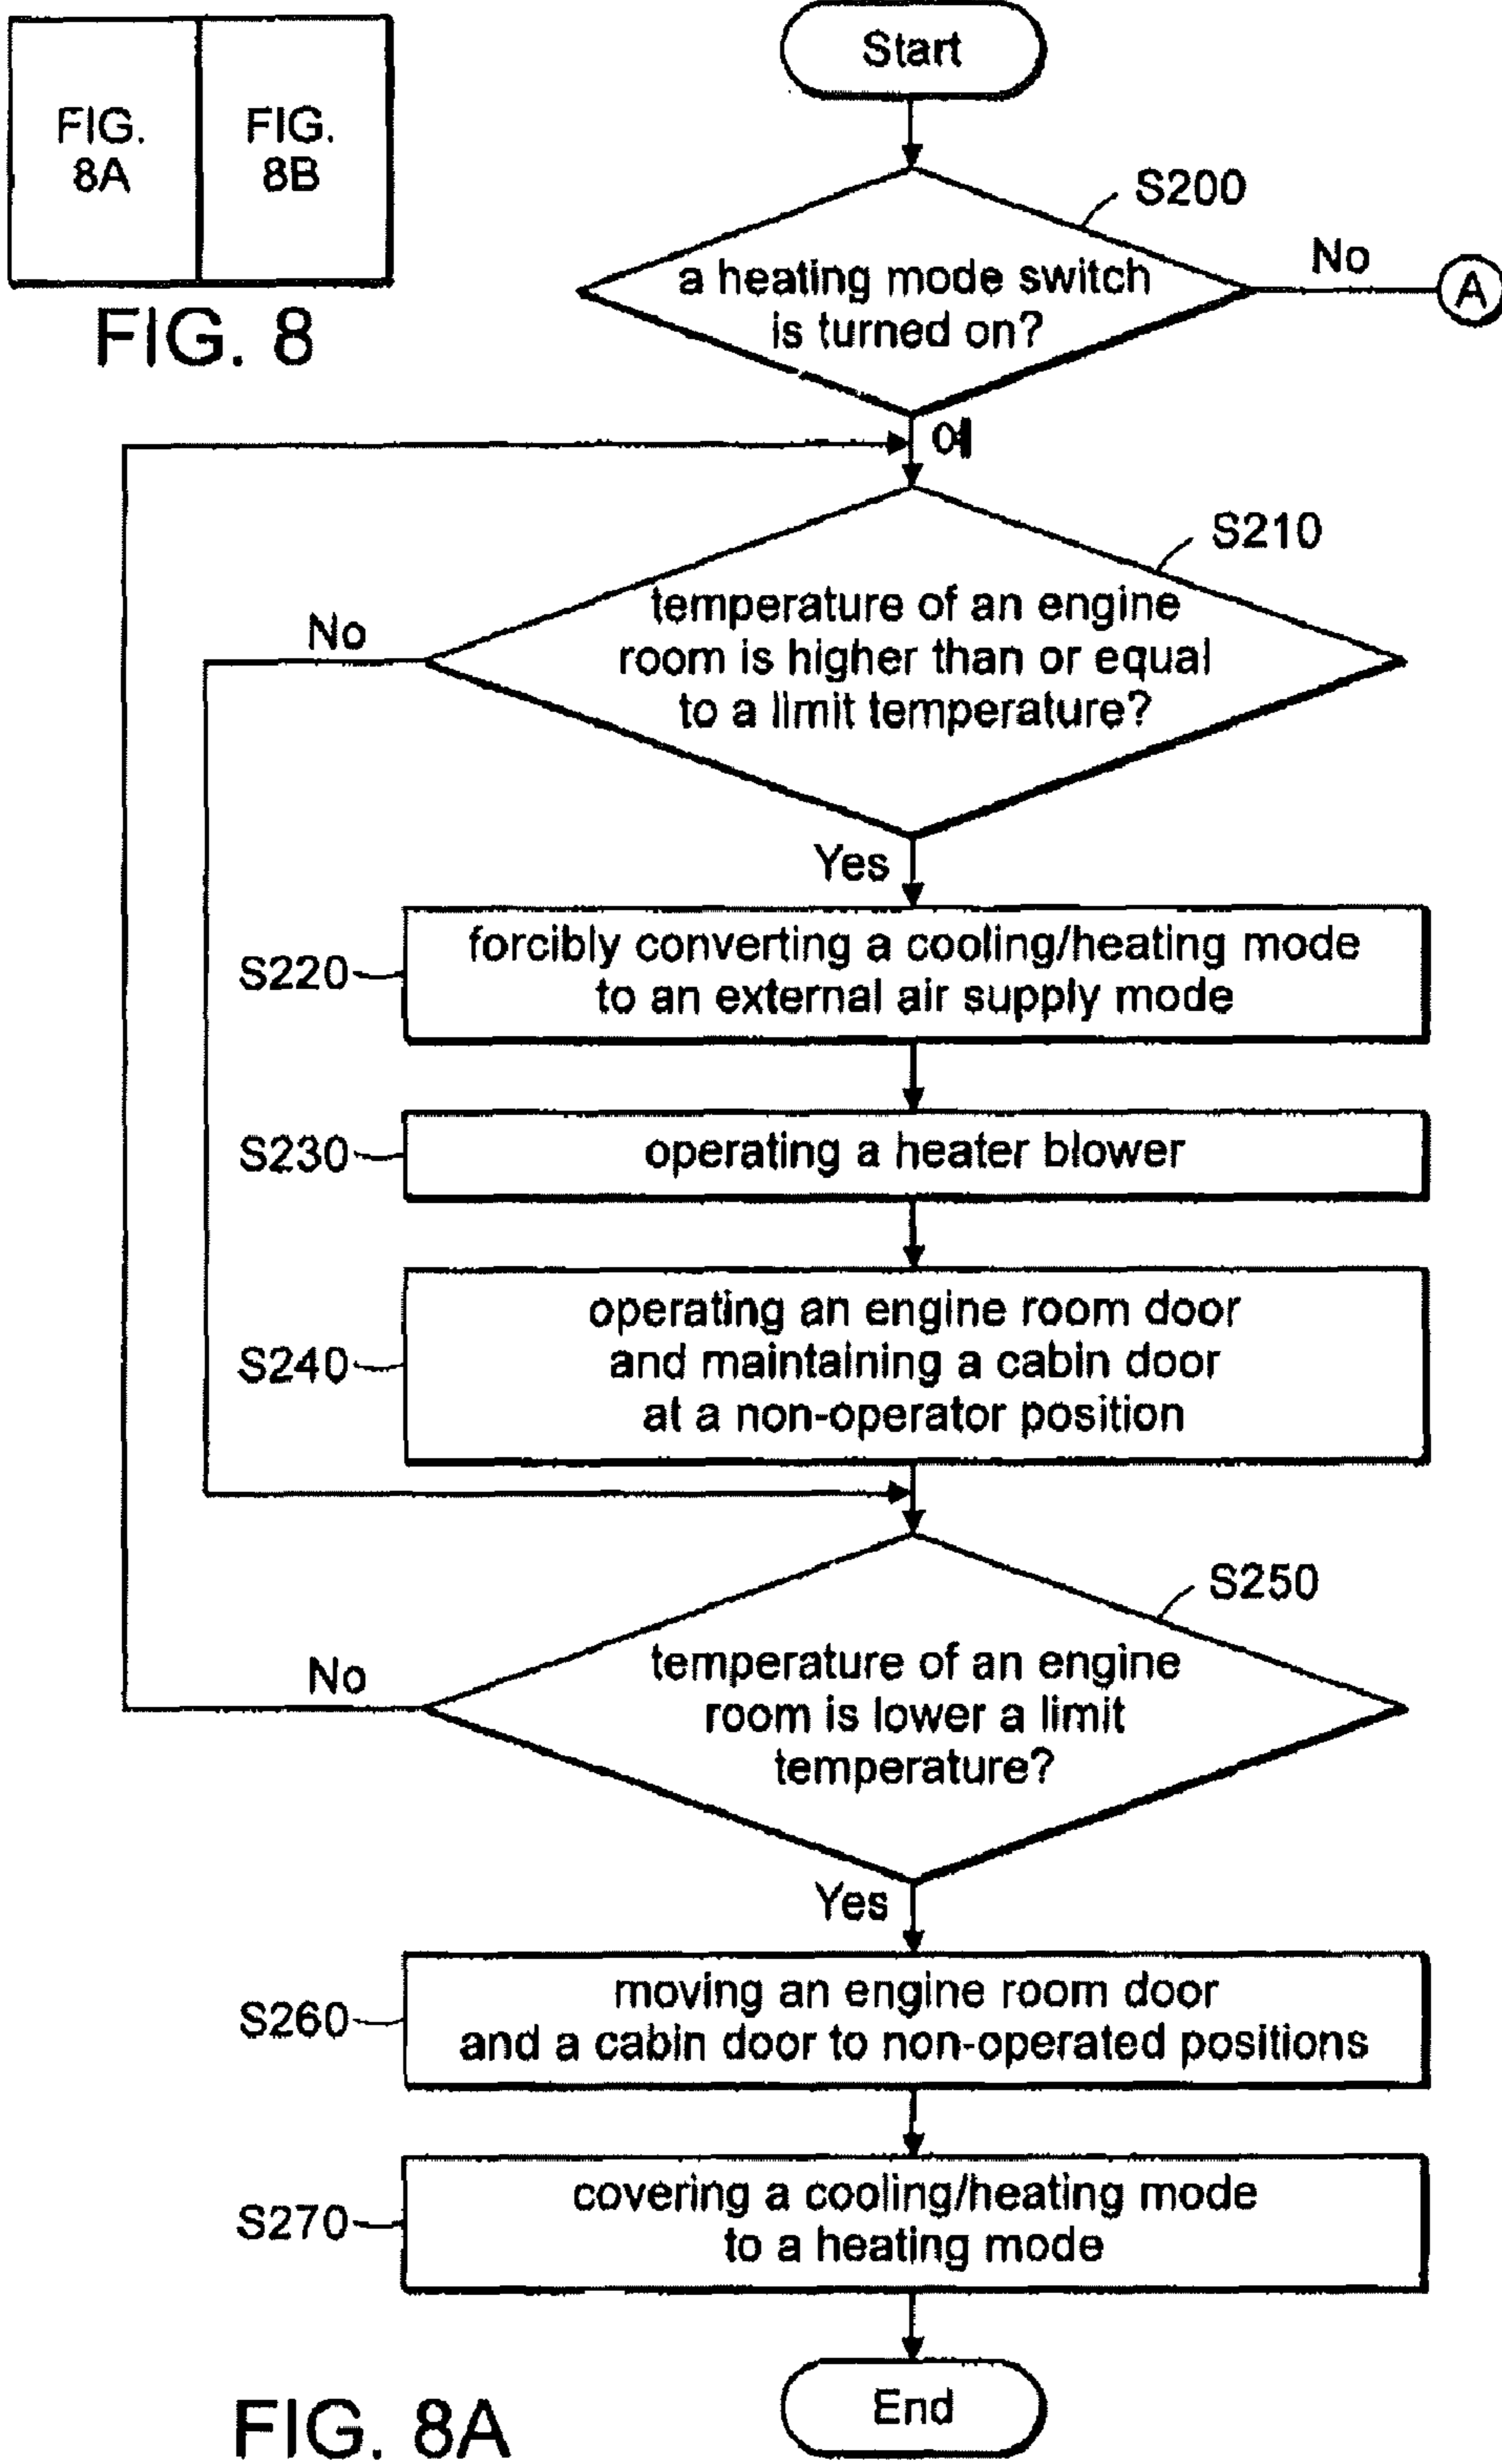 FIG.
8A
FIG.
8B
FIG. 8
Start
S200
a heating mode switch
is turned on?
No
A
예
S210
temperature of an engine
room is higher than or equal
to a limit temperature?
No
Yes
S220
forcibly converting a cooling/heating mode
to an external air supply mode
S230
operating a heater blower
S240
operating an engine room door
and maintaining a cabin door
at a non-operator position
S250
temperature of an engine
room is lower a limit
temperature?
No
Yes
S260
moving an engine room door
and a cabin door to non-operated positions
S270
covering a cooling/heating mode
to a heating mode
End
FIG. 8A